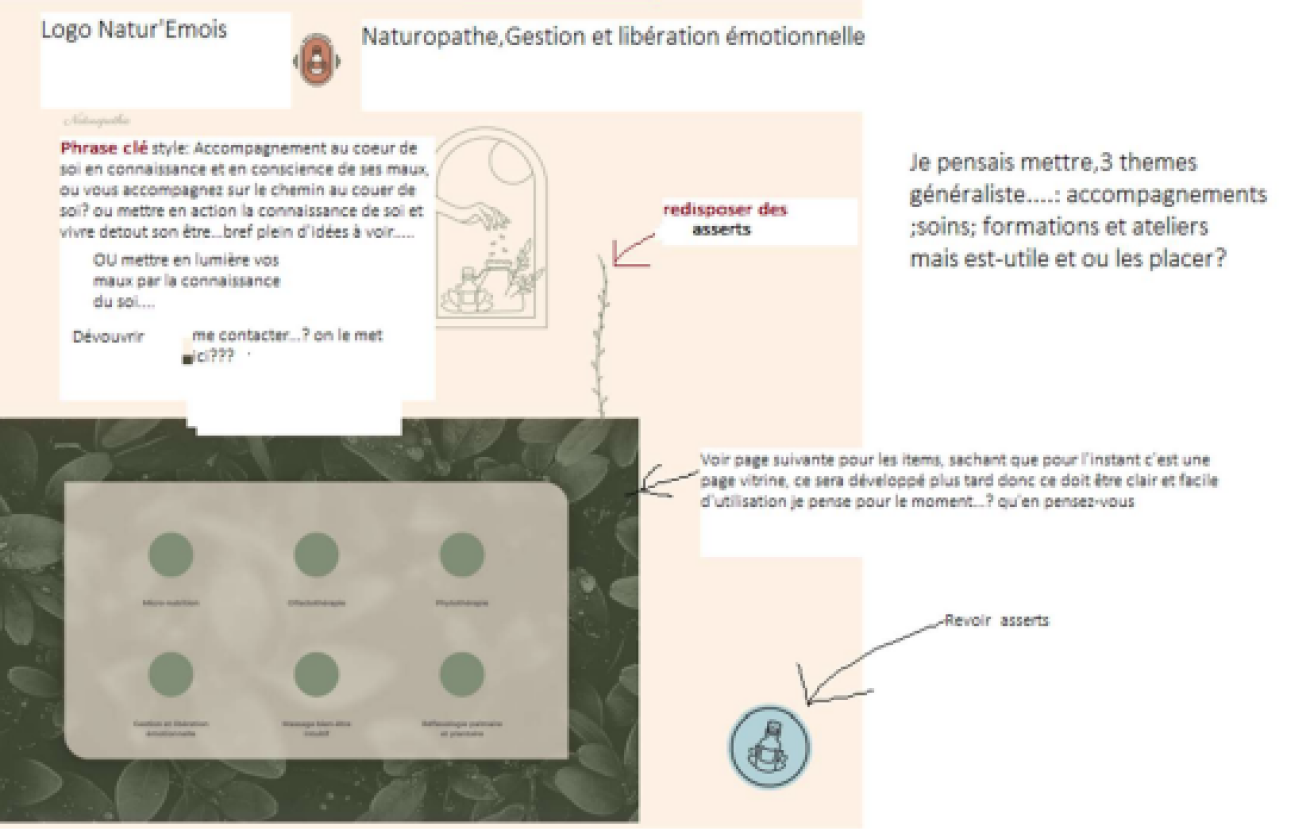 Logo Natur'Emois
Naturopathe,Gestion et libération émotionnelle
Naturopathie
Phrase clé style: Accompagnement au coeur de
soi en connaissance et en conscience de ses maux,
ou vous accompagnez sur le chemin au couer de
soi? ou mettre en action la connaissance de soi et
vivre detout son être...bref plein d'idées à voir.....
OU mettre en lumière vos
maux par la connaissance
du soi....
Dévouvrir
me contacter...? on le met
ici???
redisposer des
asserts
Je pensais mettre,3 themes
généraliste....: accompagnements
;soins; formations et ateliers
mais est-utile et ou les placer?
Voir page suivante pour les items, sachant que pour l'instant c'est une
page vitrine, ce sera développé plus tard donc ce doit être clair et facile
d'utilisation je pense pour le moment...? qu'en pensez-vous
Micro-nutrition
Olfactothérapie
Phytothérapie
Gestion et libération
émotionnelle
Massage bien-être
intuitif
Réflexologie palmaire
et plantaire
Revoir asserts